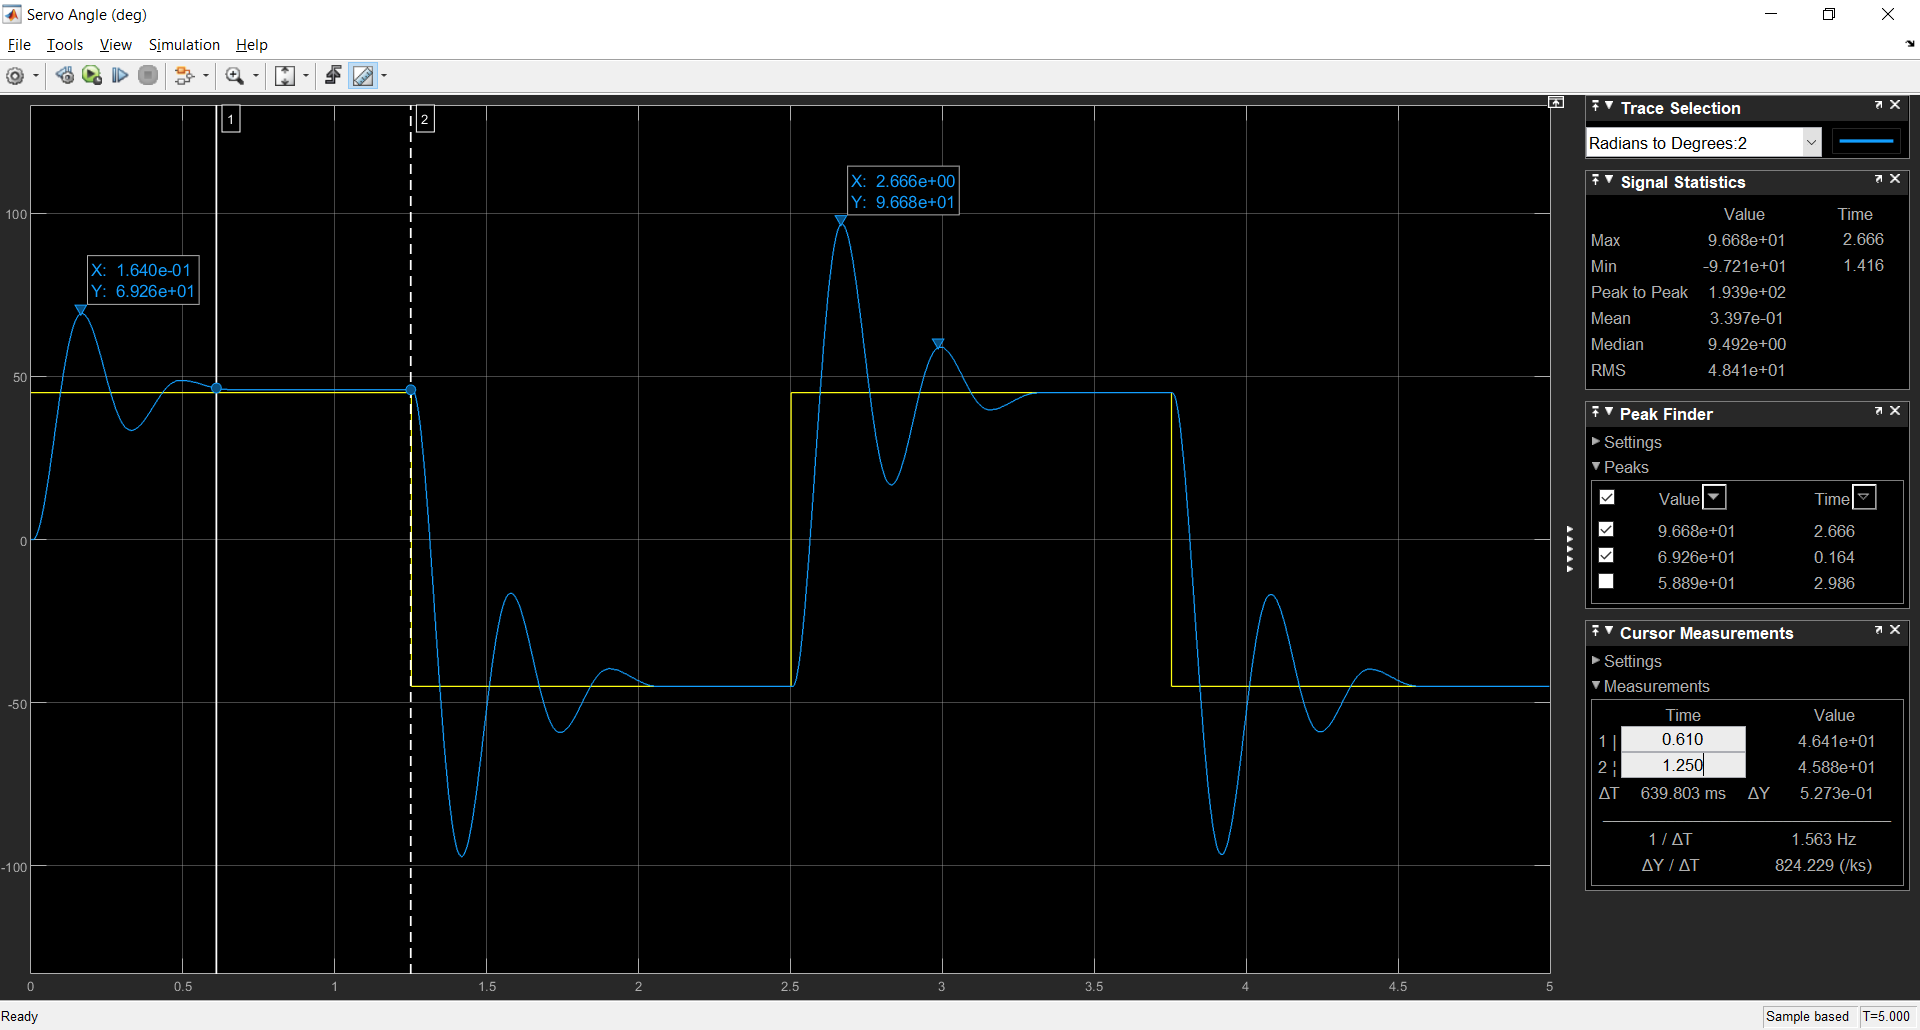 Servo Angle (deg)
File Tools View Simulation Help
1
2
X: 1.640e-01
Y: 6.926e+01
X: 2.666e+00
Y: 9.668e+01
100
50
0
-50
-100
0 0.5 1 1.5 2 2.5 3 3.5 4 4.5 5
Trace Selection
Radians to Degrees:2
Signal Statistics
Value Time
Max 9.668e+01 2.666
Min -9.721e+01 1.416
Peak to Peak 1.939e+02
Mean 3.397e-01
Median 9.492e+00
RMS 4.841e+01
Peak Finder
Settings
Peaks
Value Time
9.668e+01 2.666
6.926e+01 0.164
5.889e+01 2.986
Cursor Measurements
Settings
Measurements
Time Value
1 | 0.610 4.641e+01
2 ¦ 1.250 4.588e+01
ΔT 639.803 ms ΔY 5.273e-01
1 / ΔT 1.563 Hz
ΔY / ΔT 824.229 (/ks)
Ready
Sample based T=5.000